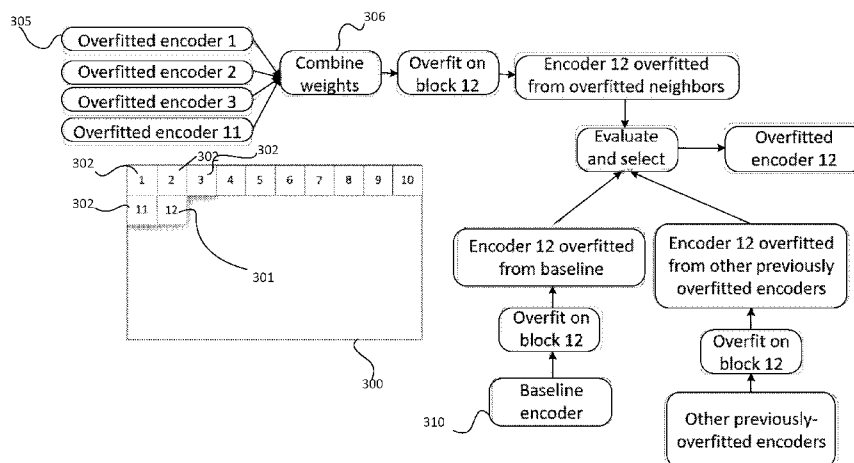 305
306
Overfitted encoder 1
Overfitted encoder 2
Overfitted encoder 3
Overfitted encoder 11
Combine
weights
Overfit on
block 12
Encoder 12 overfitted
from overfitted neighbors
Evaluate
and select
Overfitted
encoder 12
302
302
302
1 2 3 4 5 6 7 8 9 10
302
11 12
301
300
Encoder 12 overfitted
from baseline
Overfit on
block 12
Baseline
encoder
310
Encoder 12 overfitted
from other previously
overfitted encoders
Overfit on
block 12
Other previously-
overfitted encoders